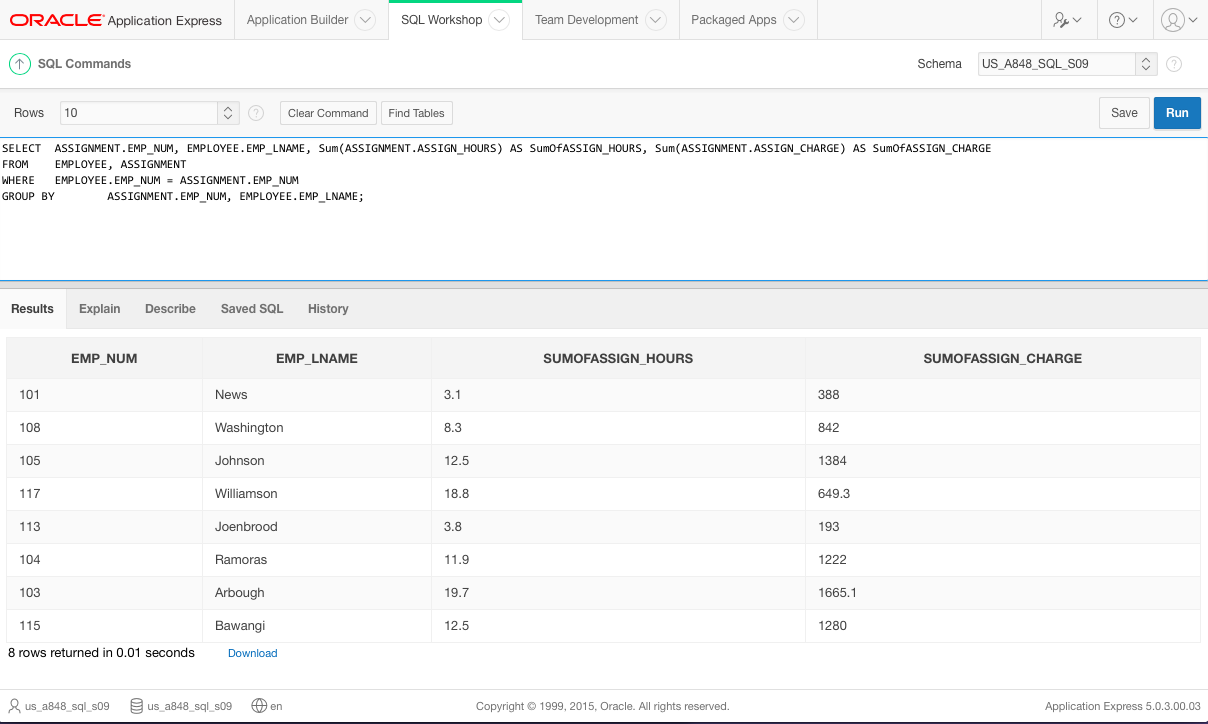 ORACLE Application Express Application Builder SQL Workshop Team Development Packaged Apps
SQL Commands Schema US_A848_SQL_S09
Rows 10 Clear Command Find Tables Save Run
SELECT ASSIGNMENT.EMP_NUM, EMPLOYEE.EMP_LNAME, Sum(ASSIGNMENT.ASSIGN_HOURS) AS SumOfASSIGN_HOURS, Sum(ASSIGNMENT.ASSIGN_CHARGE) AS SumOfASSIGN_CHARGE
FROM EMPLOYEE, ASSIGNMENT
WHERE EMPLOYEE.EMP_NUM = ASSIGNMENT.EMP_NUM
GROUP BY ASSIGNMENT.EMP_NUM, EMPLOYEE.EMP_LNAME;
Results Explain Describe Saved SQL History
EMP_NUM EMP_LNAME SUMOFASSIGN_HOURS SUMOFASSIGN_CHARGE
101 News 3.1 388
108 Washington 8.3 842
105 Johnson 12.5 1384
117 Williamson 18.8 649.3
113 Joenbrood 3.8 193
104 Ramoras 11.9 1222
103 Arbough 19.7 1665.1
115 Bawangi 12.5 1280
8 rows returned in 0.01 seconds Download
us_a848_sql_s09 us_a848_sql_s09 en Copyright © 1999, 2015, Oracle. All rights reserved. Application Express 5.0.3.00.03